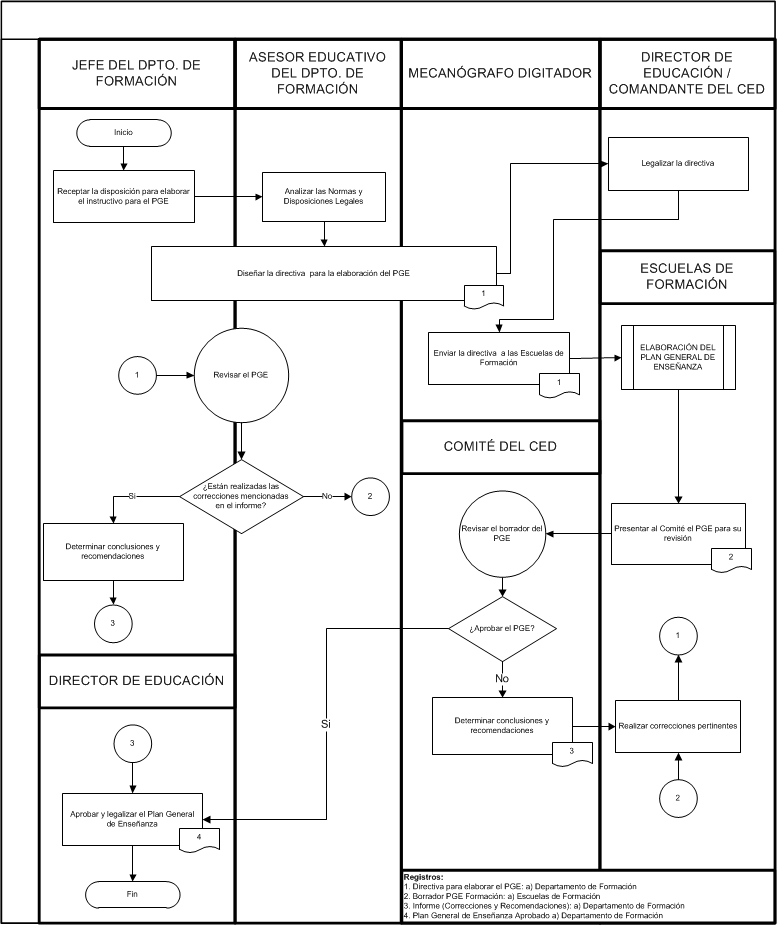 JEFE DEL DPTO. DE
FORMACIÓN
ASESOR EDUCATIVO
DEL DPTO. DE
FORMACIÓN
MECANÓGRAFO DIGITADOR
DIRECTOR DE
EDUCACIÓN /
COMANDANTE DEL CED
Inicio
Receptar la disposición para elaborar
el instructivo para el PGE
Analizar las Normas y
Disposiciones Legales
Legalizar la directiva
Diseñar la directiva para la elaboración del PGE
1
ESCUELAS DE
FORMACIÓN
Enviar la directiva a las Escuelas de
Formación
1
ELABORACIÓN DEL
PLAN GENERAL DE
ENSEÑANZA
1
Revisar el PGE
COMITÉ DEL CED
¿Están realizadas las
correcciones mencionadas
en el informe?
Si
No
2
Determinar conclusiones y
recomendaciones
3
Revisar el borrador del
PGE
Presentar al Comité el PGE para su
revisión
2
¿Aprobar el PGE?
1
No
Si
DIRECTOR DE EDUCACIÓN
Determinar conclusiones y
recomendaciones
3
Realizar correcciones pertinentes
2
3
Aprobar y legalizar el Plan General
de Enseñanza
4
Fin
Registros:
1. Directiva para elaborar el PGE: a) Departamento de Formación
2. Borrador PGE Formación: a) Escuelas de Formación
3. Informe (Correcciones y Recomendaciones): a) Departamento de Formación
4. Plan General de Enseñanza Aprobado a) Departamento de Formación